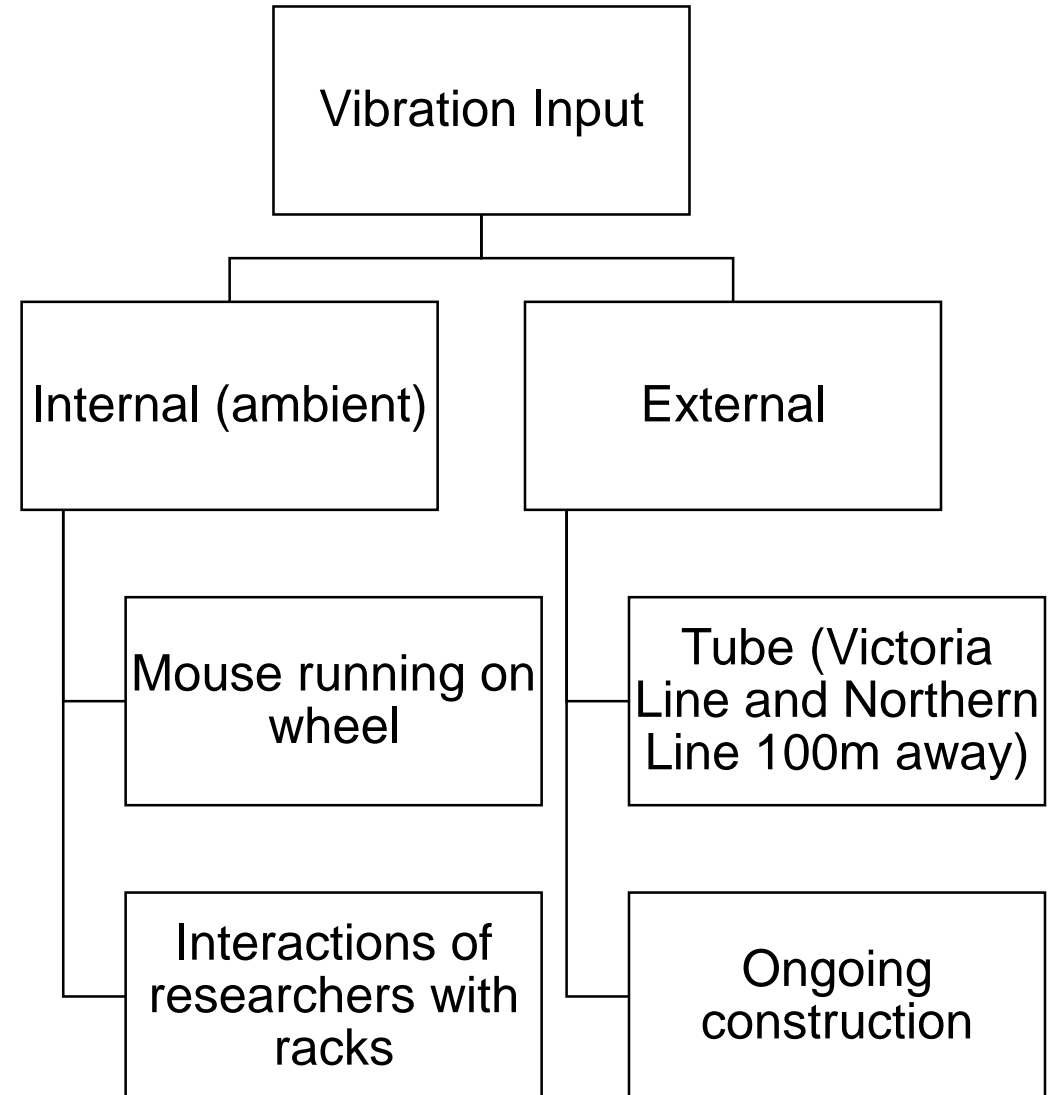 Vibration Input
Internal (ambient)
External
Mouse running on
wheel
Tube (Victoria
Line and Northern
Line 100m away)
Interactions of
researchers with
racks
Ongoing
construction